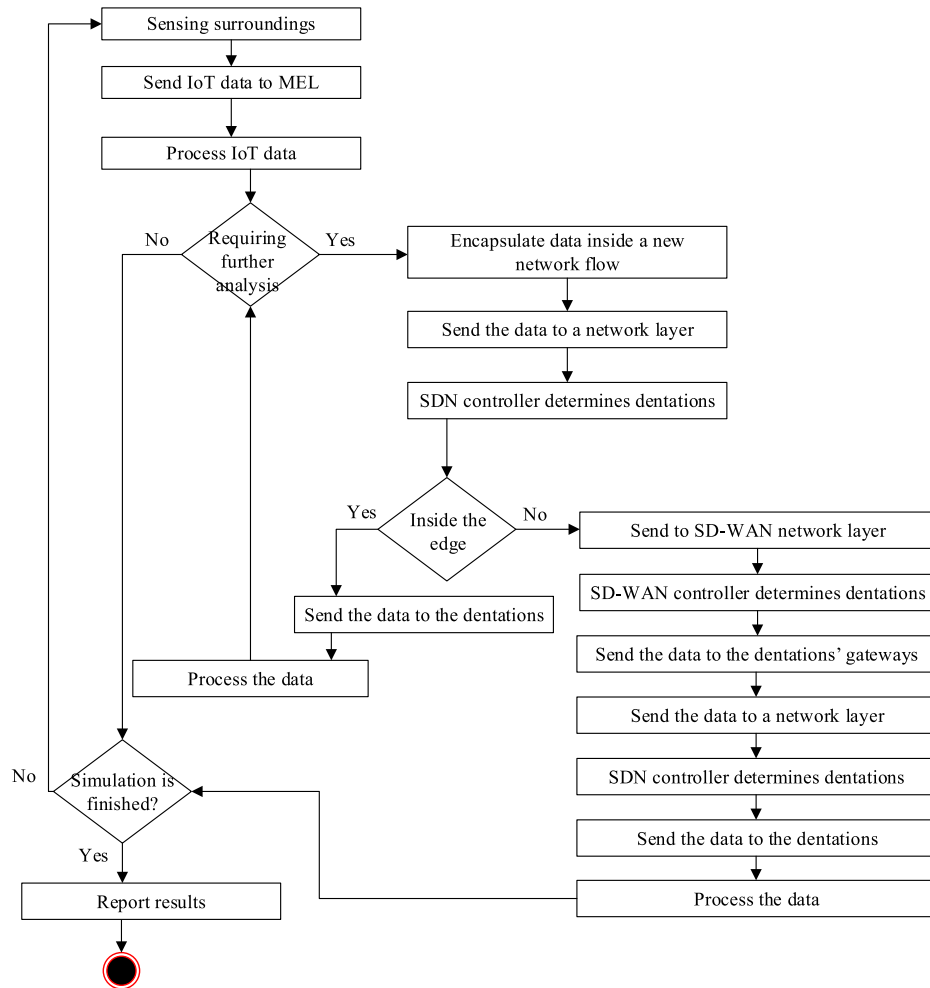 Sensing surroundings
Send IoT data to MEL
Process IoT data
No
Requiring
further
analysis
Yes
Encapsulate data inside a new
network flow
Send the data to a network layer
SDN controller determines dentations
Yes
Inside the
edge
No
Send to SD-WAN network layer
SD-WAN controller determines dentations
Send the data to the dentations
Send the data to the dentations’ gateways
Process the data
Send the data to a network layer
No
Simulation is
finished?
SDN controller determines dentations
Yes
Send the data to the dentations
Report results
Process the data